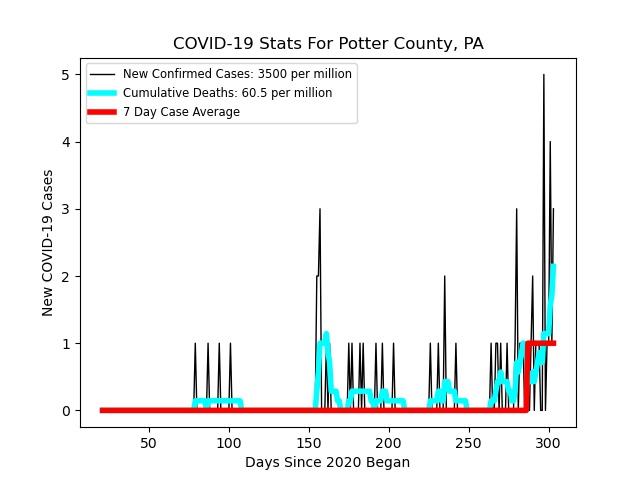 COVID-19 Stats For Potter County, PA
New Confirmed Cases: 3500 per million
Cumulative Deaths: 60.5 per million
7 Day Case Average
New COVID-19 Cases
5
4
3
2
1
0
50 100 150 200 250 300
Days Since 2020 Began